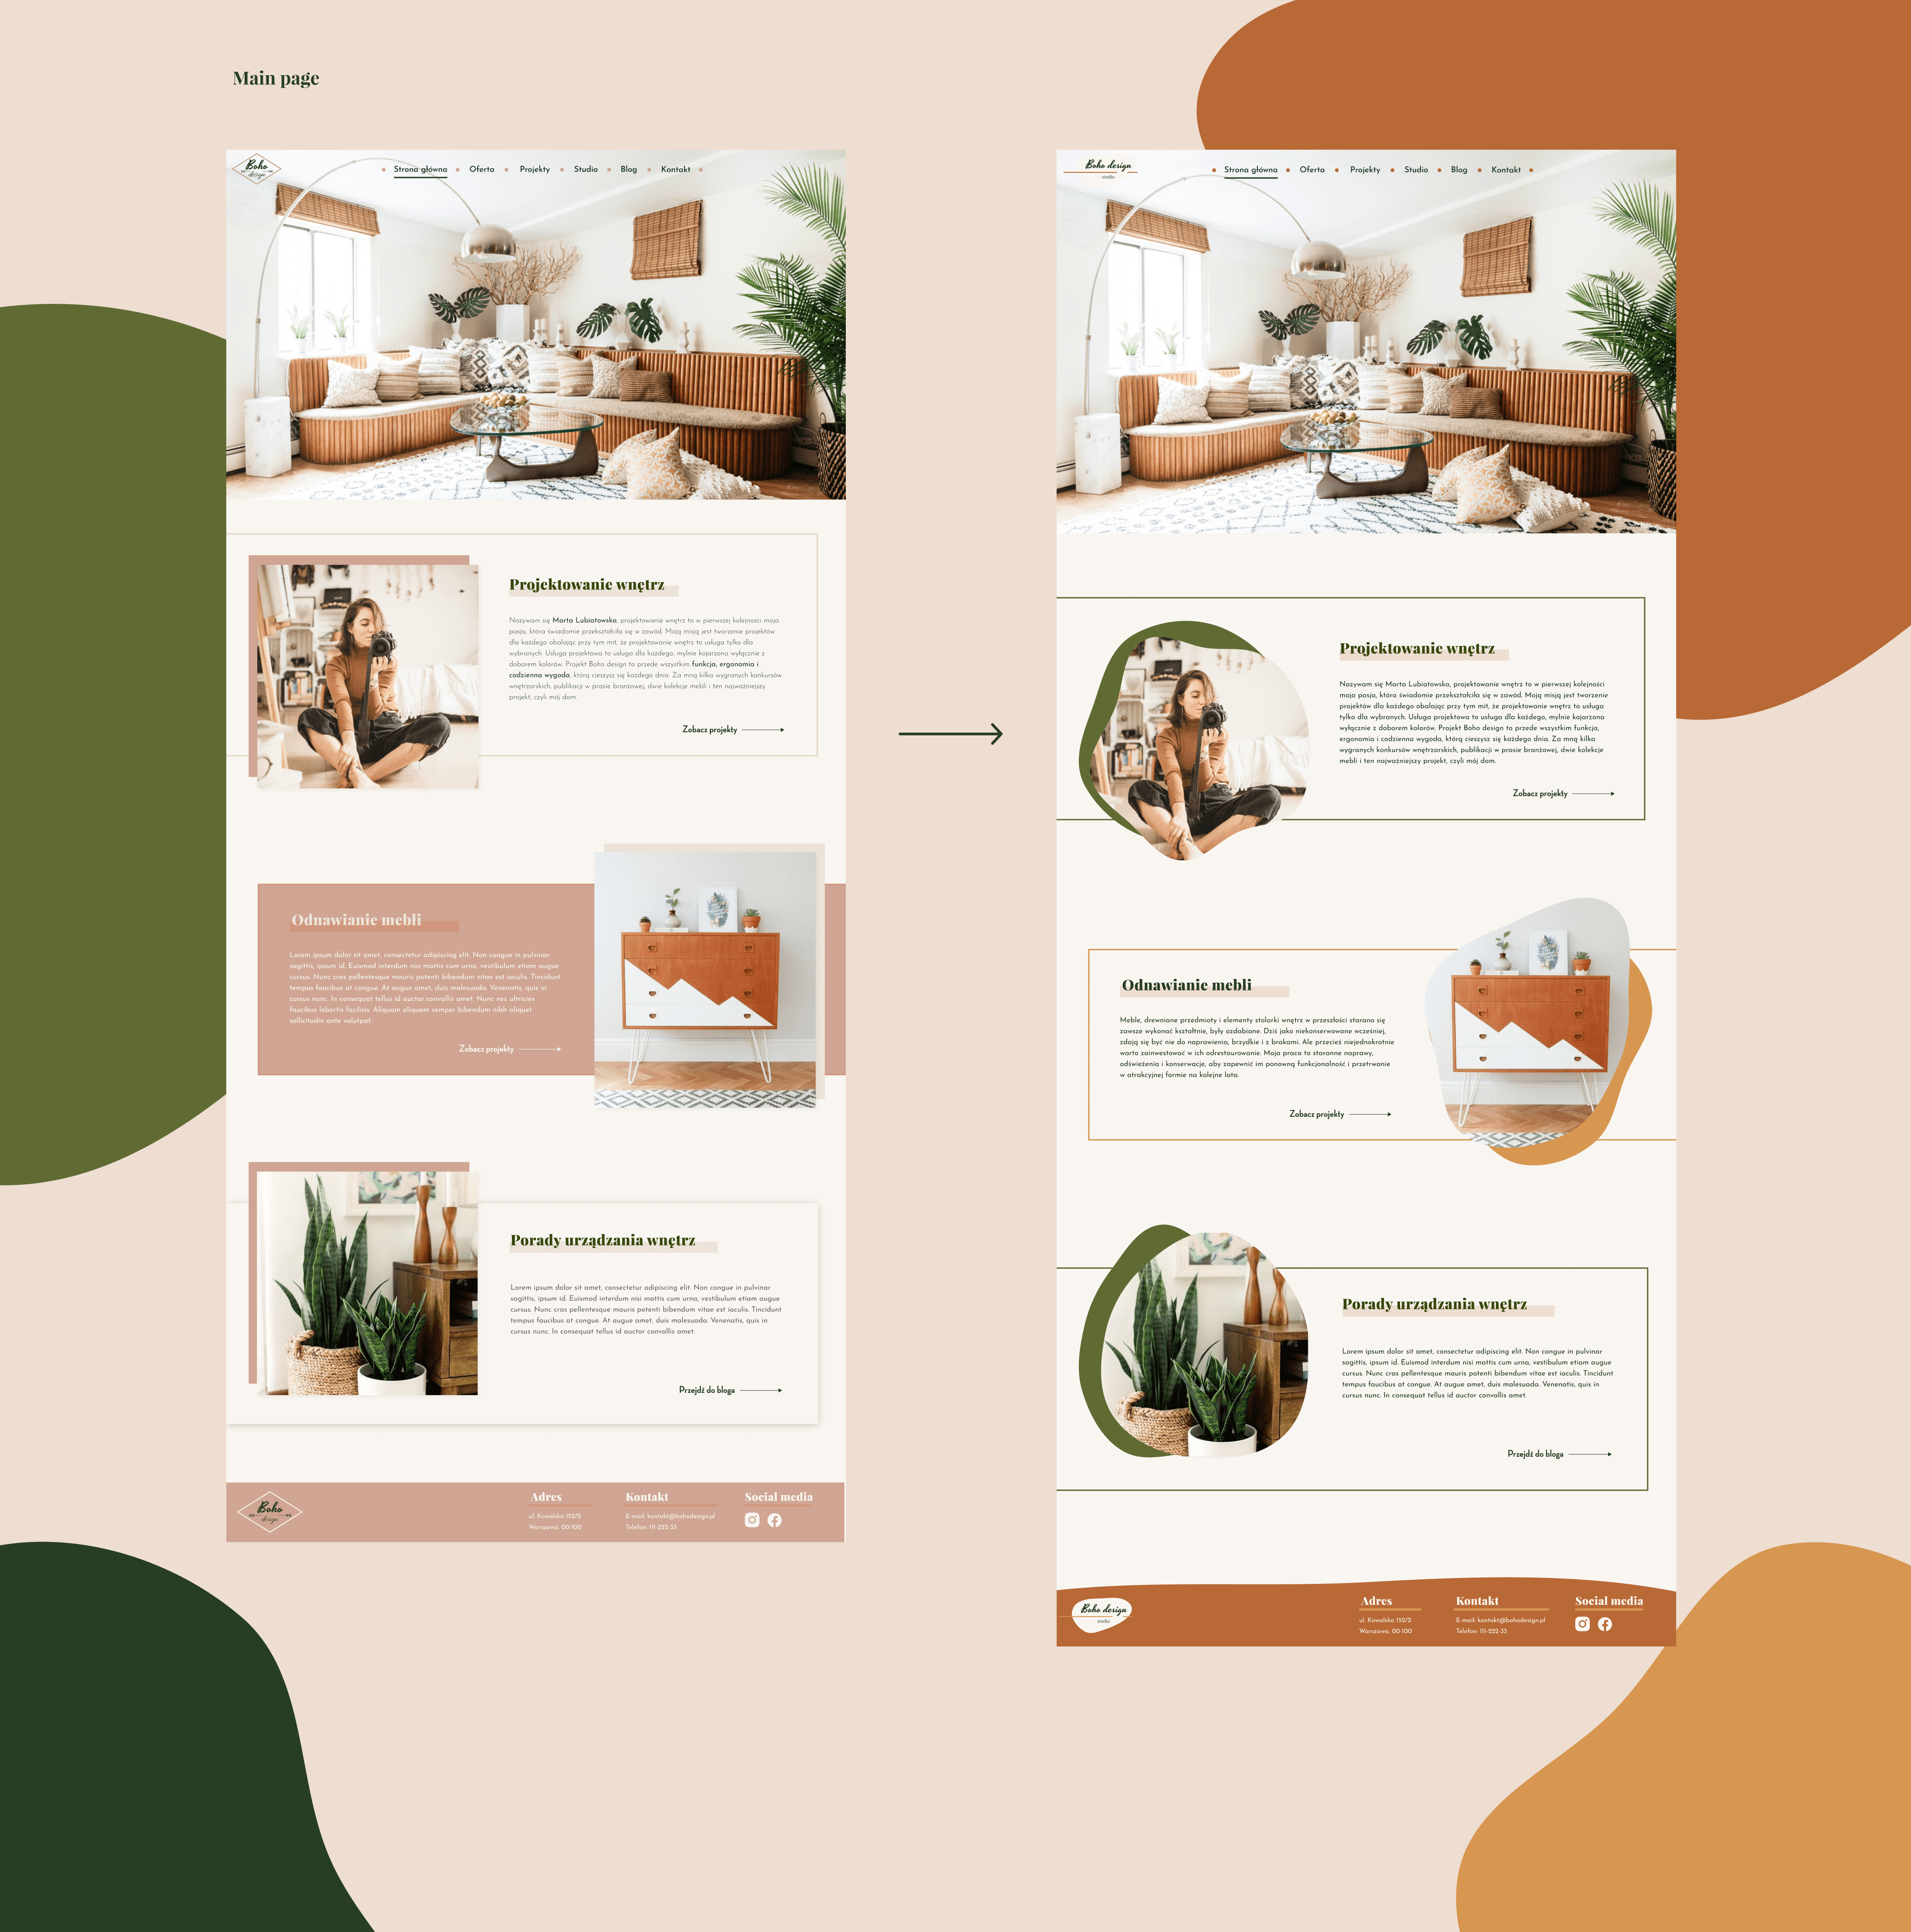 Main page
Boho
design
Strona główna Oferta Projekty Studio Blog Kontakt
Projektowanie wnętrz
Nazywam się Marta Lubiatowska, projektowanie wnętrz to w pierwszej kolejności moja
pasja, która świadomie przekształciła się w zawód. Moją misją jest tworzenie projektów
dla każdego obalając przy tym mit, że projektowanie wnętrz to usługa tylko dla
wybranych. Usługa projektowa to usługa dla każdego, mylnie kojarzona wyłącznie z
doborem kolorów. Projekt Boho design to przede wszystkim funkcja, ergonomia i
codzienna wygoda, którą cieszysz się każdego dnia. Za mną kilka wygranych konkursów
wnętrzarskich, publikacji w prasie branżowej, dwie kolekcje mebli i ten najważniejszy
projekt, czyli mój dom.
Zobacz projekty
Odnawianie mebli
Lorem ipsum dolor sit amet, consectetur adipiscing elit. Non congue in pulvinar
sagittis, ipsum id. Euismod interdum nisi mattis cum urna, vestibulum etiam augue
cursus. Nunc cras pellentesque mauris potenti bibendum vitae est iaculis. Tincidunt
tempus faucibus at congue. At augue amet, duis malesuada. Venenatis, quis in
cursus nunc. In consequat tellus id auctor convallis amet. Nunc nec ultricies
faucibus lobortis facilisis. Aliquam aliquam semper bibendum nibh aliquet
sollicitudin ante volutpat.
Zobacz projekty
Porady urządzania wnętrz
Lorem ipsum dolor sit amet, consectetur adipiscing elit. Non congue in pulvinar
sagittis, ipsum id. Euismod interdum nisi mattis cum urna, vestibulum etiam augue
cursus. Nunc cras pellentesque mauris potenti bibendum vitae est iaculis. Tincidunt
tempus faucibus at congue. At augue amet, duis malesuada. Venenatis, quis in
cursus nunc. In consequat tellus id auctor convallis amet.
Przejdź do bloga
Boho
design
Adres
ul. Kowalska 152/2
Warszawa, 00-100
Kontakt
E-mail: kontakt@bohodesign.pl
Telefon: 111-222-33
Social media
Boho design
studio
Strona główna Oferta Projekty Studio Blog Kontakt
Projektowanie wnętrz
Nazywam się Marta Lubiatowska, projektowanie wnętrz to w pierwszej kolejności
moja pasja, która świadomie przekształciła się w zawód. Moją misją jest tworzenie
projektów dla każdego obalając przy tym mit, że projektowanie wnętrz to usługa
tylko dla wybranych. Usługa projektowa to usługa dla każdego, mylnie kojarzona
wyłącznie z doborem kolorów. Projekt Boho design to przede wszystkim funkcja,
ergonomia i codzienna wygoda, którą cieszysz się każdego dnia. Za mną kilka
wygranych konkursów wnętrzarskich, publikacji w prasie branżowej, dwie kolekcje
mebli i ten najważniejszy projekt, czyli mój dom.
Zobacz projekty
Odnawianie mebli
Meble, drewniane przedmioty i elementy stolarki wnętrz w przeszłości starano się
zawsze wykonać kształtnie, były ozdabiane. Dziś jako niekonserwowane wcześniej,
zdają się być nie do naprawienia, brzydkie i z brakami. Ale przecież niejednokrotnie
warto zainwestować w ich odrestaurowanie. Moja praca to staranne naprawy,
odświeżenia i konserwacje, aby zapewnić im ponowną funkcjonalność i przetrwanie
w atrakcyjnej formie na kolejne lata.
Zobacz projekty
Porady urządzania wnętrz
Lorem ipsum dolor sit amet, consectetur adipiscing elit. Non congue in pulvinar
sagittis, ipsum id. Euismod interdum nisi mattis cum urna, vestibulum etiam augue
cursus. Nunc cras pellentesque mauris potenti bibendum vitae est iaculis. Tincidunt
tempus faucibus at congue. At augue amet, duis malesuada. Venenatis, quis in
cursus nunc. In consequat tellus id auctor convallis amet.
Przejdź do bloga
Boho design
studio
Adres
ul. Kowalska 152/2
Warszawa, 00-100
Kontakt
E-mail: kontakt@bohodesign.pl
Telefon: 111-222-33
Social media